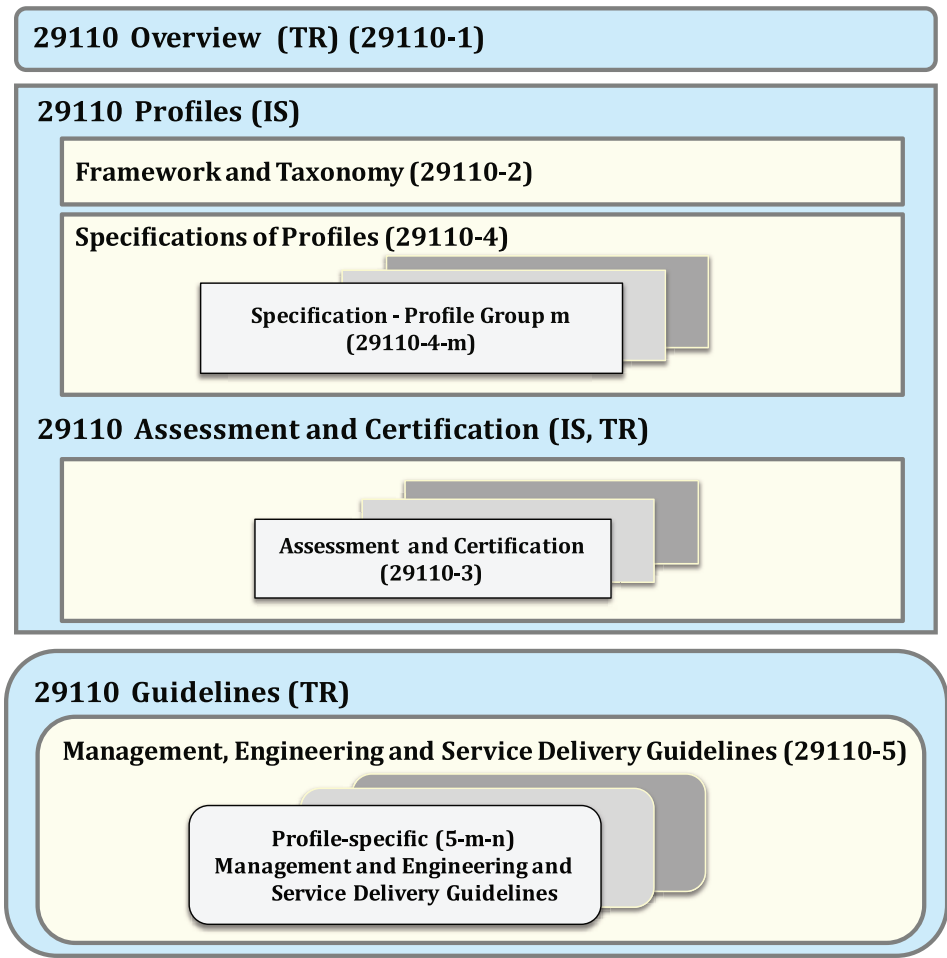 29110 Overview (TR) (29110-1)
29110 Profiles (IS)
Framework and Taxonomy (29110-2)
Specifications of Profiles (29110-4)
Specification - Profile Group m
(29110-4-m)
29110 Assessment and Certification (IS, TR)
Assessment and Certification
(29110-3)
29110 Guidelines (TR)
Management, Engineering and Service Delivery Guidelines (29110-5)
Profile-specific (5-m-n)
Management and Engineering and
Service Delivery Guidelines